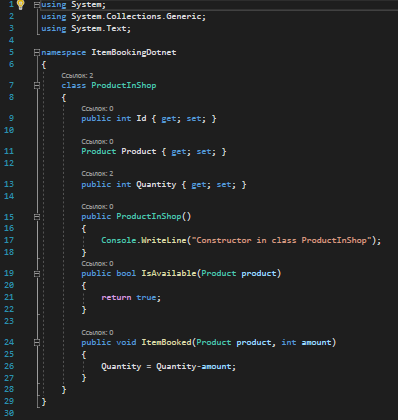 1 using System;
2 using System.Collections.Generic;
3 using System.Text;
4
5 namespace ItemBookingDotnet
6 {
Ссылок: 2
7 class ProductInShop
8 {
Ссылок: 0
9 public int Id { get; set; }
10
Ссылок: 0
11 Product Product { get; set; }
12
Ссылок: 2
13 public int Quantity { get; set; }
14
Ссылок: 0
15 public ProductInShop()
16 {
17 Console.WriteLine("Constructor in class ProductInShop");
18 }
Ссылок: 0
19 public bool IsAvailable(Product product)
20 {
21 return true;
22 }
23
Ссылок: 0
24 public void ItemBooked(Product product, int amount)
25 {
26 Quantity = Quantity-amount;
27 }
28 }
29 }
30